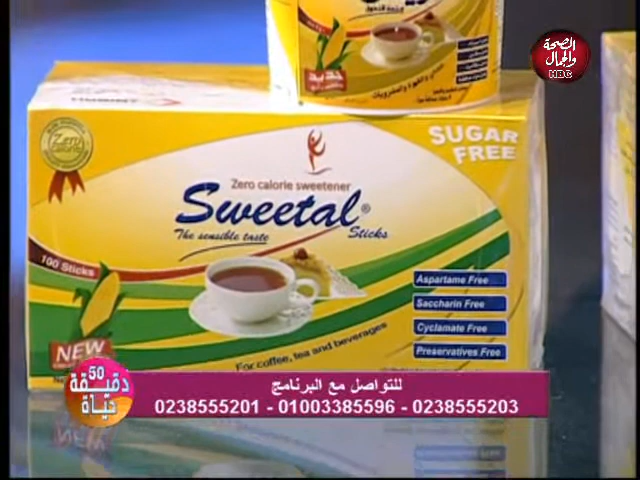 الصحة
والجمال
HBC
SUGAR
FREE
Zero
Calorie
Zero calorie sweetener
Sweetal®
The sensible taste
Sticks
100 Sticks
Aspartame Free
Saccharin Free
Cyclamate Free
Preservatives Free
NEW
For coffee, tea and beverages
50
دقيقة
حياة
للتواصل مع البرنامج
0238555201 - 01003385596 - 0238555203